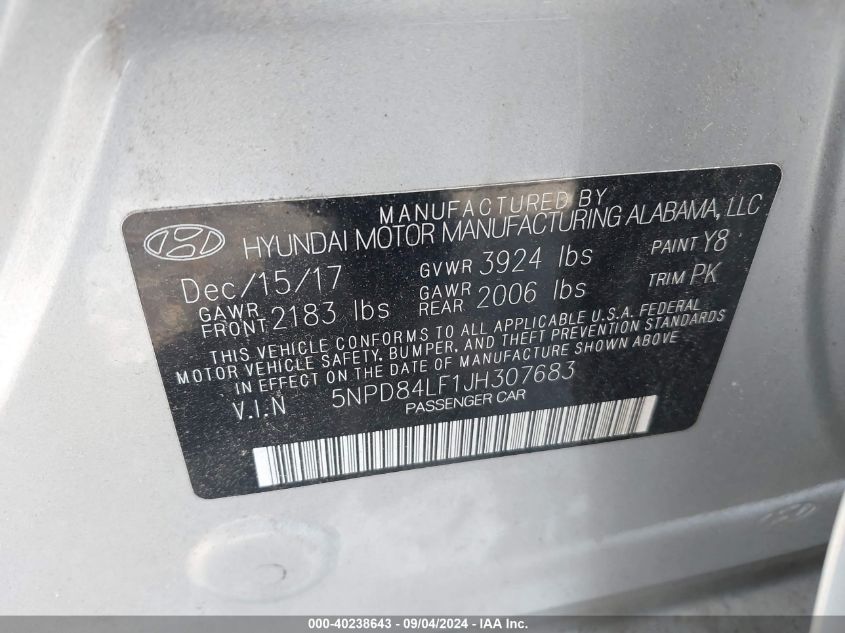 MANUFACTURED BY
HYUNDAI MOTOR MANUFACTURING ALABAMA, LLC
Dec/15/17 GVWR 3924 lbs PAINT Y8
GAWR FRONT 2183 lbs GAWR REAR 2006 lbs TRIM PK
THIS VEHICLE CONFORMS TO ALL APPLICABLE U.S.A. FEDERAL
MOTOR VEHICLE SAFETY, BUMPER, AND THEFT PREVENTION STANDARDS
IN EFFECT ON THE DATE OF MANUFACTURE SHOWN ABOVE
V.I.N 5NPD84LF1JH307683
PASSENGER CAR
000-40238643 - 09/04/2024 - IAA Inc.